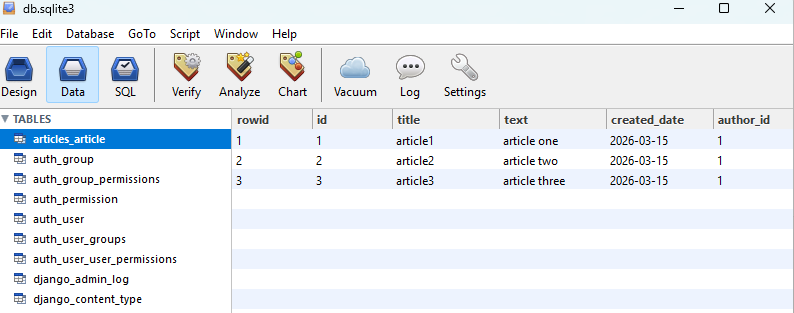 db.sqlite3
File Edit Database GoTo Script Window Help
Design Data SQL Verify Analyze Chart Vacuum Log Settings
TABLES
articles_article
auth_group
auth_group_permissions
auth_permission
auth_user
auth_user_groups
auth_user_user_permissions
django_admin_log
django_content_type
rowid id title text created_date author_id
1 1 article1 article one 2026-03-15 1
2 2 article2 article two 2026-03-15 1
3 3 article3 article three 2026-03-15 1